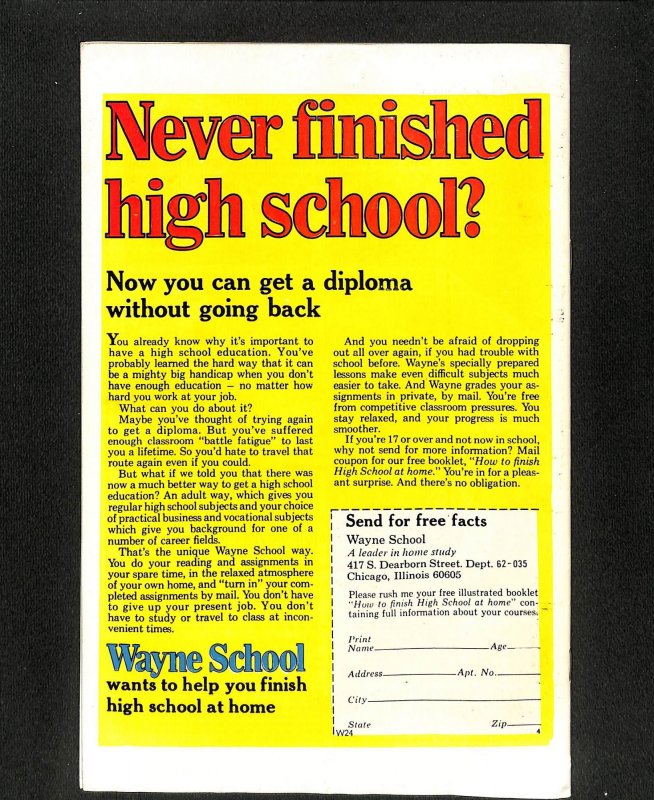 Never finished
high school?
Now you can get a diploma
without going back
You already know why it's important to
have a high school education. You've
probably learned the hard way that it can
be a mighty big handicap when you don't
have enough education – no matter how
hard you work at your job.
What can you do about it?
Maybe you've thought of trying again
to get a diploma. But you've suffered
enough classroom "battle fatigue" to last
you a lifetime. So you'd hate to travel that
route again even if you could.
But what if we told you that there was
now a much better way to get a high school
education? An adult way, which gives you
regular high school subjects and your choice
of practical business and vocational subjects
which give you background for one of a
number of career fields.
That's the unique Wayne School way.
You do your reading and assignments in
your spare time, in the relaxed atmosphere
of your own home, and "turn in" your com-
pleted assignments by mail. You don't have
to give up your present job. You don't
have to study or travel to class at incon-
venient times.
Wayne School
wants to help you finish
high school at home
And you needn't be afraid of dropping
out all over again, if you had trouble with
school before. Wayne's specially prepared
lessons make even difficult subjects much
easier to take. And Wayne grades your as-
signments in private, by mail. You're free
from competitive classroom pressures. You
stay relaxed, and your progress is much
smoother.
If you're 17 or over and not now in school,
why not send for more information? Mail
coupon for our free booklet, "How to finish
High School at home." You're in for a pleas-
ant surprise. And there's no obligation.
Send for free facts
Wayne School
A leader in home study
417 S. Dearborn Street. Dept. 62-035
Chicago, Illinois 60605
Please rush me your free illustrated booklet
"How to finish High School at home" con-
taining full information about your courses.
Print
Name Age
Address Apt. No.
City
State Zip
W24 4